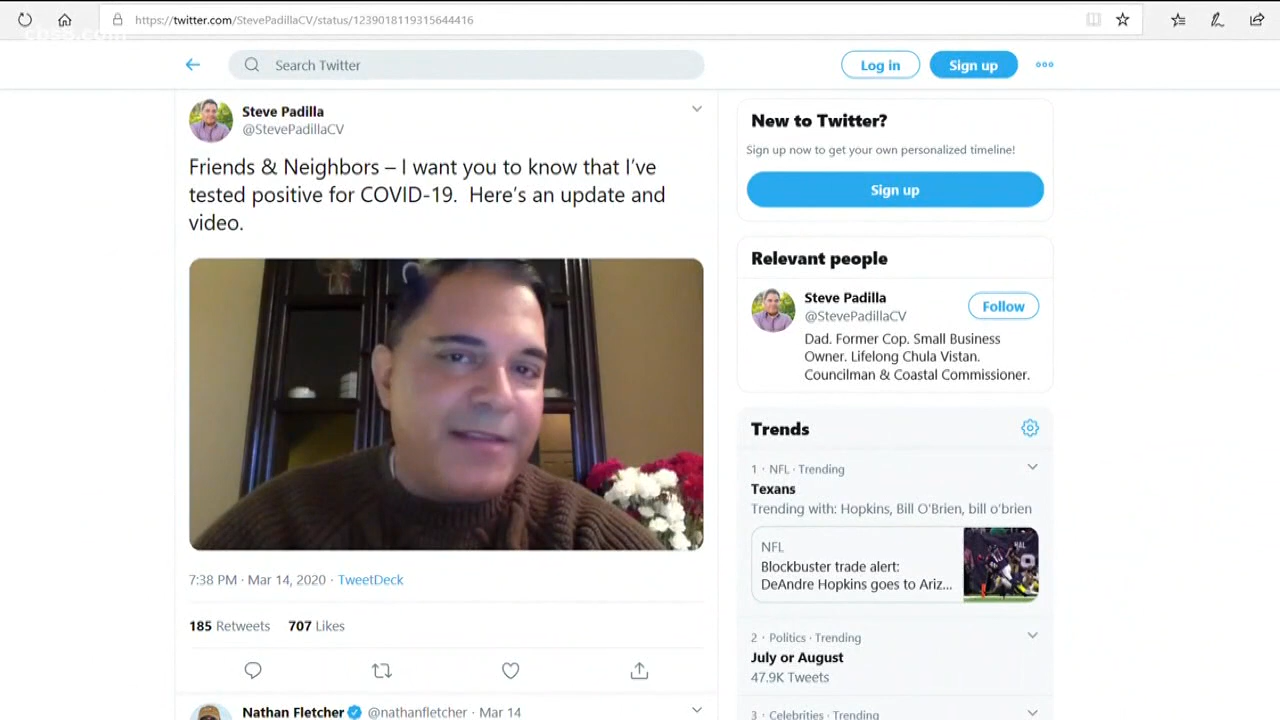 https://twitter.com/StevePadillaCV/status/1239018119315644416
cbs8.com
Search Twitter
Log in
Sign up
Steve Padilla
@StevePadillaCV
Friends & Neighbors – I want you to know that I've
tested positive for COVID-19.  Here's an update and
video.
7:38 PM · Mar 14, 2020 · TweetDeck
185 Retweets 707 Likes
Nathan Fletcher @nathanfletcher · Mar 14
New to Twitter?
Sign up now to get your own personalized timeline!
Sign up
Relevant people
Steve Padilla
@StevePadillaCV
Follow
Dad. Former Cop. Small Business
Owner. Lifelong Chula Vistan.
Councilman & Coastal Commissioner.
Trends
1 · NFL · Trending
Texans
Trending with: Hopkins, Bill O'Brien, bill o'brien
NFL
Blockbuster trade alert:
DeAndre Hopkins goes to Ariz...
2 · Politics · Trending
July or August
47.9K Tweets
3 · Celebrities · Trending